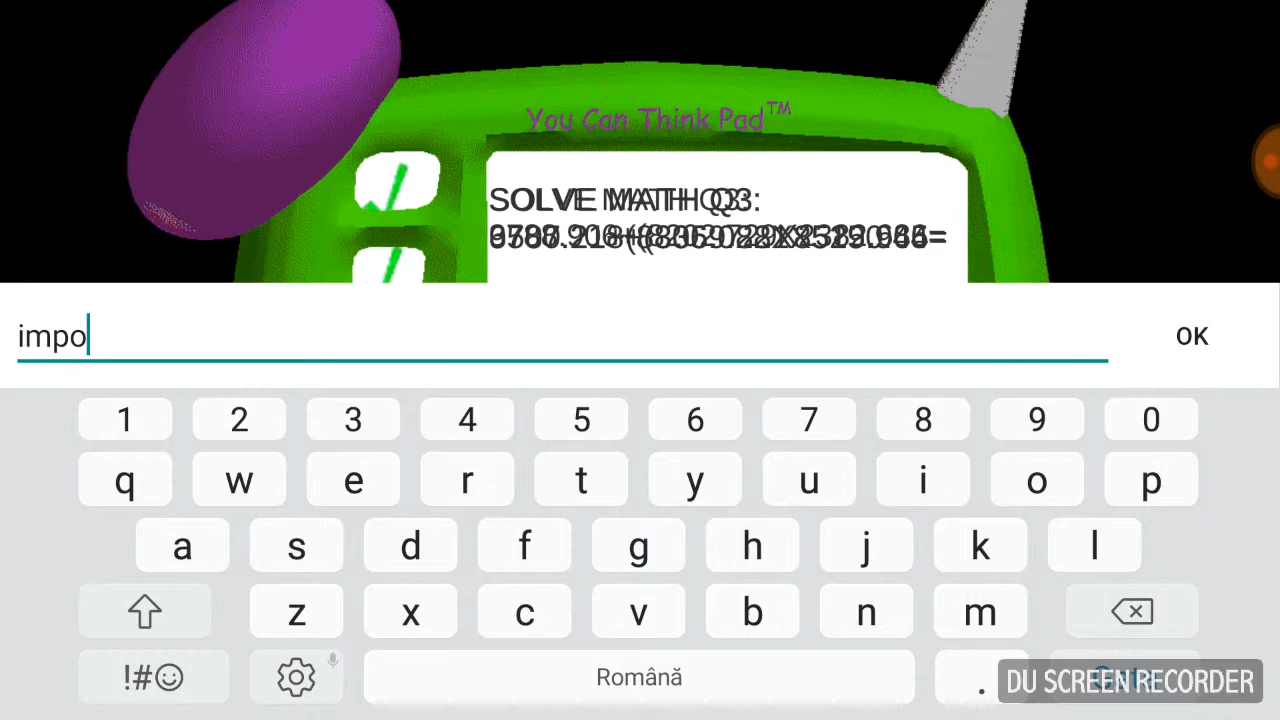 You Can Think Pad™
SOLVE MATH Q3:
impo
OK
1 2 3 4 5 6 7 8 9 0
q w e r t y u i o p
a s d f g h j k l
z x c v b n m
!#☺ Română .
DU SCREEN RECORDER